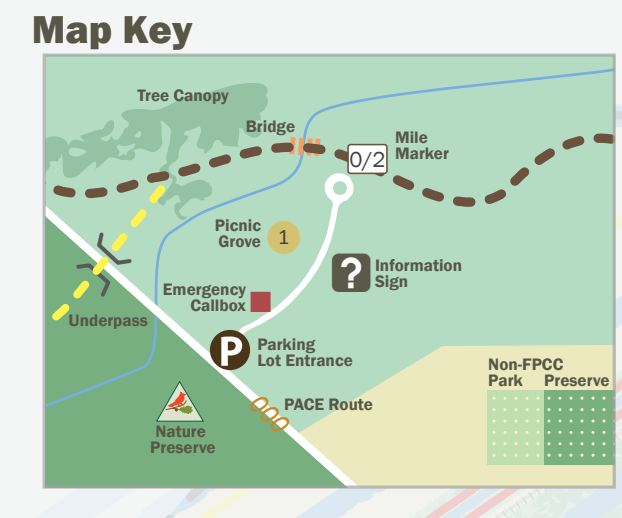 Map Key
Tree Canopy
Bridge
Mile
Marker
0/2
Picnic
Grove
1
?
Information
Sign
Emergency
Callbox
Underpass
P
Parking
Lot Entrance
Non-FPCC
Park Preserve
PACE Route
Nature
Preserve